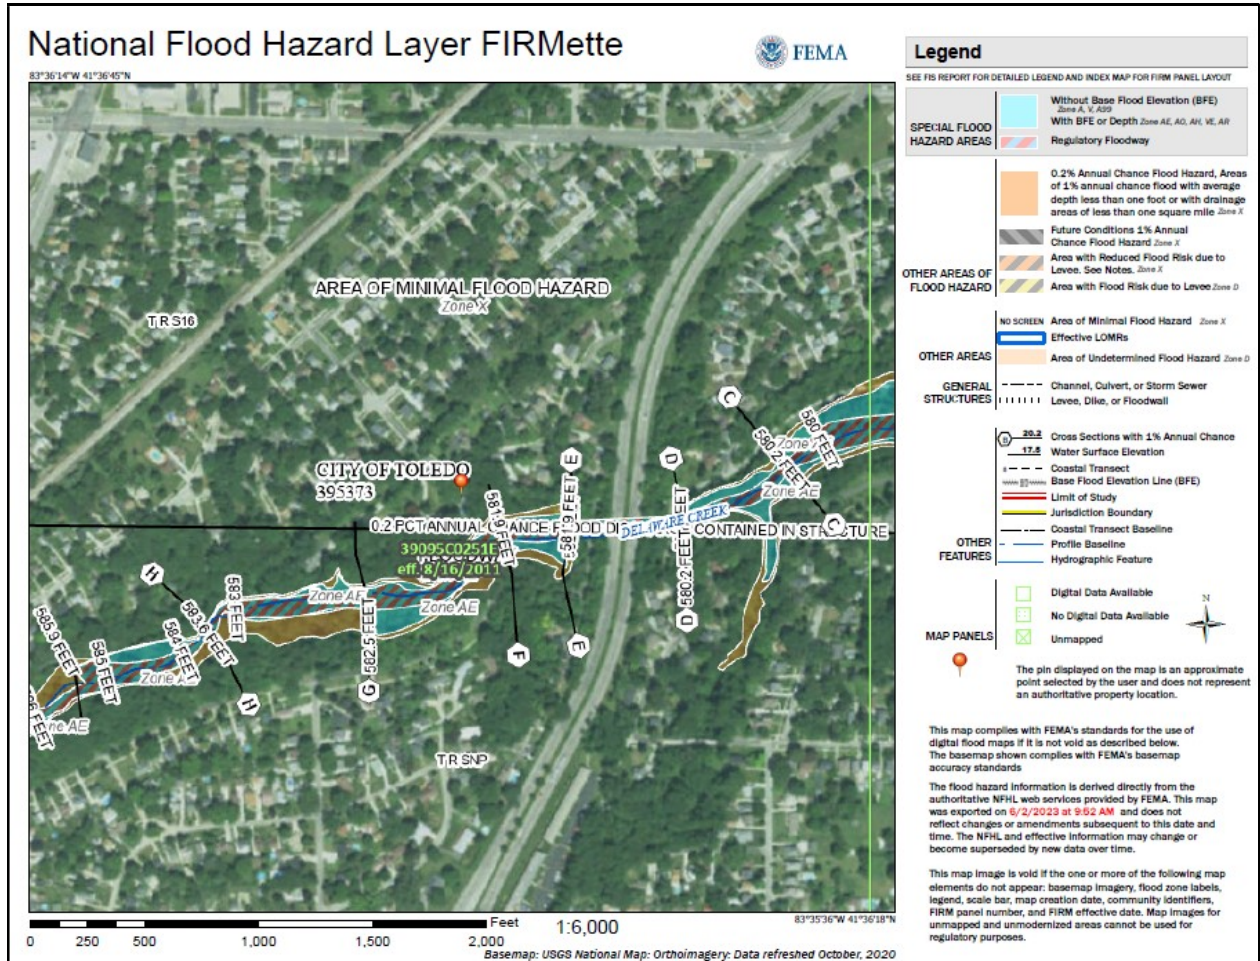 National Flood Hazard Layer FIRMette
FEMA
83°36'14"W 41°36'45"N
AREA OF MINIMAL FLOOD HAZARD
Zone X
T R S16
CITY OF TOLEDO
395373
0.2 PCT ANNUAL CHANCE FLOOD DI CONTAINED IN STRUCTURE
DELAWARE CREEK
39095C0251E
eff. 8/16/2011
C
580 FEET
580.2 FEET
Zone
Zone AE
C
D
580.2 FEET
D
E
581.9 FEET
E
581.9 FEET
F
Zone AE
Zone AE
582.5 FEET
G
583 FEET
H
583.6 FEET
H
584 FEET
585 FEET
585.9 FEET
T R SNP
83°35'36"W 41°36'18"N
Feet
1:6,000
0 250 500 1,000 1,500 2,000
Basemap: USGS National Map: Orthoimagery: Data refreshed October, 2020
Legend
SEE FIS REPORT FOR DETAILED LEGEND AND INDEX MAP FOR FIRM PANEL LAYOUT
SPECIAL FLOOD
HAZARD AREAS
Without Base Flood Elevation (BFE)
Zone A, V, A99
With BFE or Depth Zone AE, AO, AH, VE, AR
Regulatory Floodway
0.2% Annual Chance Flood Hazard, Areas
of 1% annual chance flood with average
depth less than one foot or with drainage
areas of less than one square mile Zone X
Future Conditions 1% Annual
Chance Flood Hazard Zone X
Area with Reduced Flood Risk due to
Levee. See Notes. Zone X
Area with Flood Risk due to Levee Zone D
OTHER AREAS OF
FLOOD HAZARD
NO SCREEN Area of Minimal Flood Hazard Zone X
Effective LOMRs
OTHER AREAS
Area of Undetermined Flood Hazard Zone D
GENERAL
STRUCTURES
Channel, Culvert, or Storm Sewer
Levee, Dike, or Floodwall
B 20.2 Cross Sections with 1% Annual Chance
17.5 Water Surface Elevation
Coastal Transect
Base Flood Elevation Line (BFE)
Limit of Study
Jurisdiction Boundary
Coastal Transect Baseline
OTHER
FEATURES
Profile Baseline
Hydrographic Feature
Digital Data Available
No Digital Data Available
Unmapped
N
MAP PANELS
The pin displayed on the map is an approximate
point selected by the user and does not represent
an authoritative property location.
This map complies with FEMA's standards for the use of
digital flood maps if it is not void as described below.
The basemap shown complies with FEMA's basemap
accuracy standards
The flood hazard information is derived directly from the
authoritative NFHL web services provided by FEMA. This map
was exported on 6/2/2023 at 9:52 AM and does not
reflect changes or amendments subsequent to this date and
time. The NFHL and effective information may change or
become superseded by new data over time.
This map image is void if the one or more of the following map
elements do not appear: basemap imagery, flood zone labels,
legend, scale bar, map creation date, community identifiers,
FIRM panel number, and FIRM effective date. Map images for
unmapped and unmodernized areas cannot be used for
regulatory purposes.